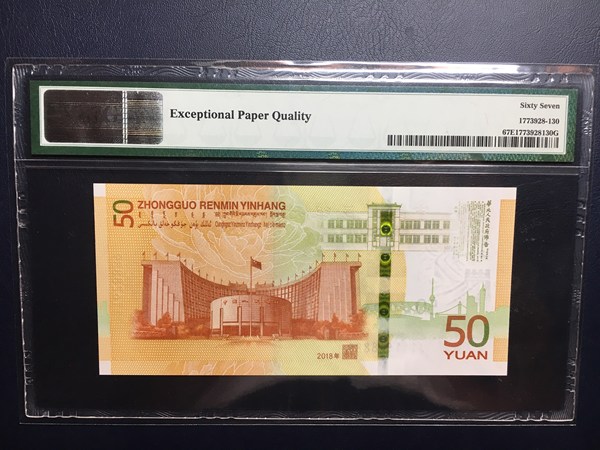 Exceptional Paper Quality
Sixty Seven
1773928-130
67E1773928130G
50 ZHONGGUO RENMIN YINHANG
2018年
50
YUAN